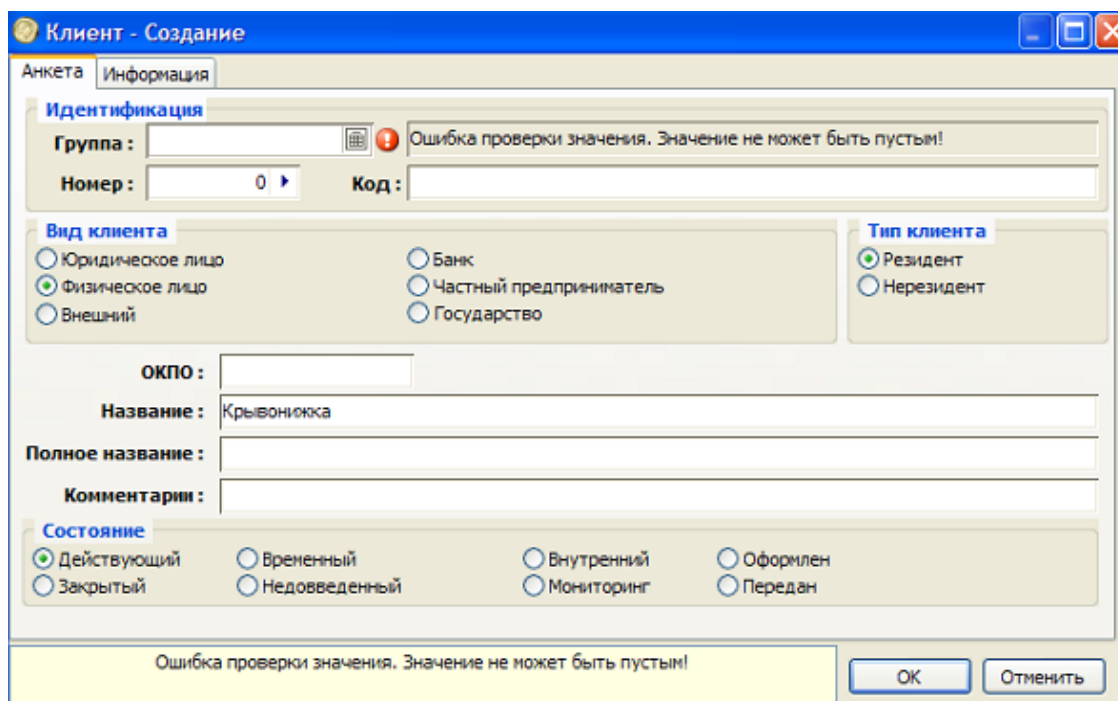 Клиент - Создание
Анкета Информация
Идентификация
Группа : Ошибка проверки значения. Значение не может быть пустым!
Номер : 0 Код :
Вид клиента Тип клиента
Юридическое лицо Банк Резидент
Физическое лицо Частный предприниматель Нерезидент
Внешний Государство
ОКПО :
Название : Крывонижка
Полное название :
Комментарии :
Состояние
Действующий Временный Внутренний Оформлен
Закрытый Недовведенный Мониторинг Передан
Ошибка проверки значения. Значение не может быть пустым! OK Отменить